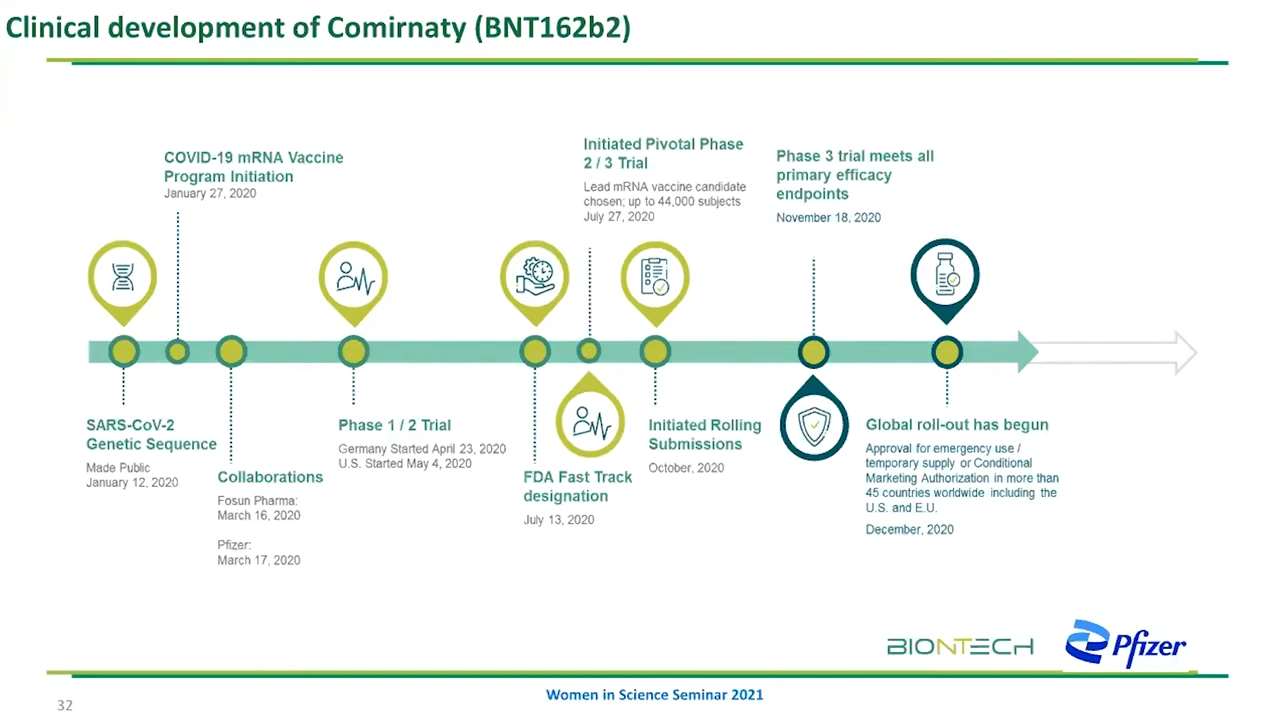 Clinical development of Comirnaty (BNT162b2)
COVID-19 mRNA Vaccine
Program Initiation
January 27, 2020
Initiated Pivotal Phase
2 / 3 Trial
Lead mRNA vaccine candidate
chosen; up to 44,000 subjects
July 27, 2020
Phase 3 trial meets all
primary efficacy
endpoints
November 18, 2020
SARS-CoV-2
Genetic Sequence
Made Public
January 12, 2020
Collaborations
Fosun Pharma:
March 16, 2020
Pfizer:
March 17, 2020
Phase 1 / 2 Trial
Germany Started April 23, 2020
U.S. Started May 4, 2020
FDA Fast Track
designation
July 13, 2020
Initiated Rolling
Submissions
October, 2020
Global roll-out has begun
Approval for emergency use /
temporary supply or Conditional
Marketing Authorization in more than
45 countries worldwide including the
U.S. and E.U.
December, 2020
BIONTECH
Pfizer
32
Women in Science Seminar 2021